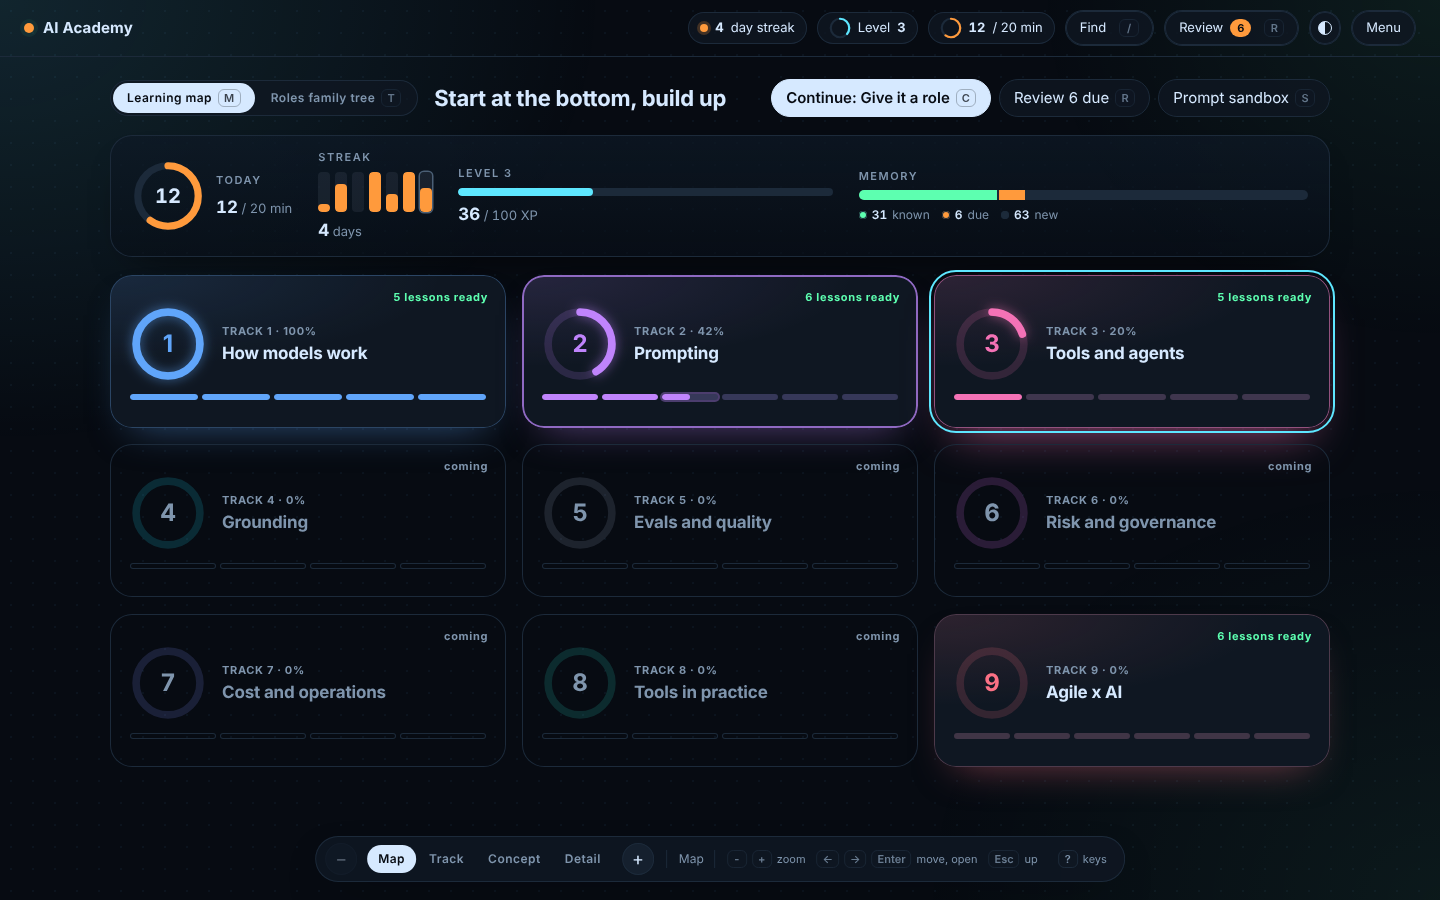 AI Academy
4 day streak
Level 3
12 / 20 min
Find /
Review 6 R
Menu
Learning map M
Roles family tree T
Start at the bottom, build up
Continue: Give it a role C
Review 6 due R
Prompt sandbox S
12
TODAY
12 / 20 min
STREAK
4 days
LEVEL 3
36 / 100 XP
MEMORY
31 known 6 due 63 new
5 lessons ready
1
TRACK 1 · 100%
How models work
6 lessons ready
2
TRACK 2 · 42%
Prompting
5 lessons ready
3
TRACK 3 · 20%
Tools and agents
coming
4
TRACK 4 · 0%
Grounding
coming
5
TRACK 5 · 0%
Evals and quality
coming
6
TRACK 6 · 0%
Risk and governance
coming
7
TRACK 7 · 0%
Cost and operations
coming
8
TRACK 8 · 0%
Tools in practice
6 lessons ready
9
TRACK 9 · 0%
Agile x AI
− Map Track Concept Detail + Map - + zoom ← → Enter move, open Esc up ? keys